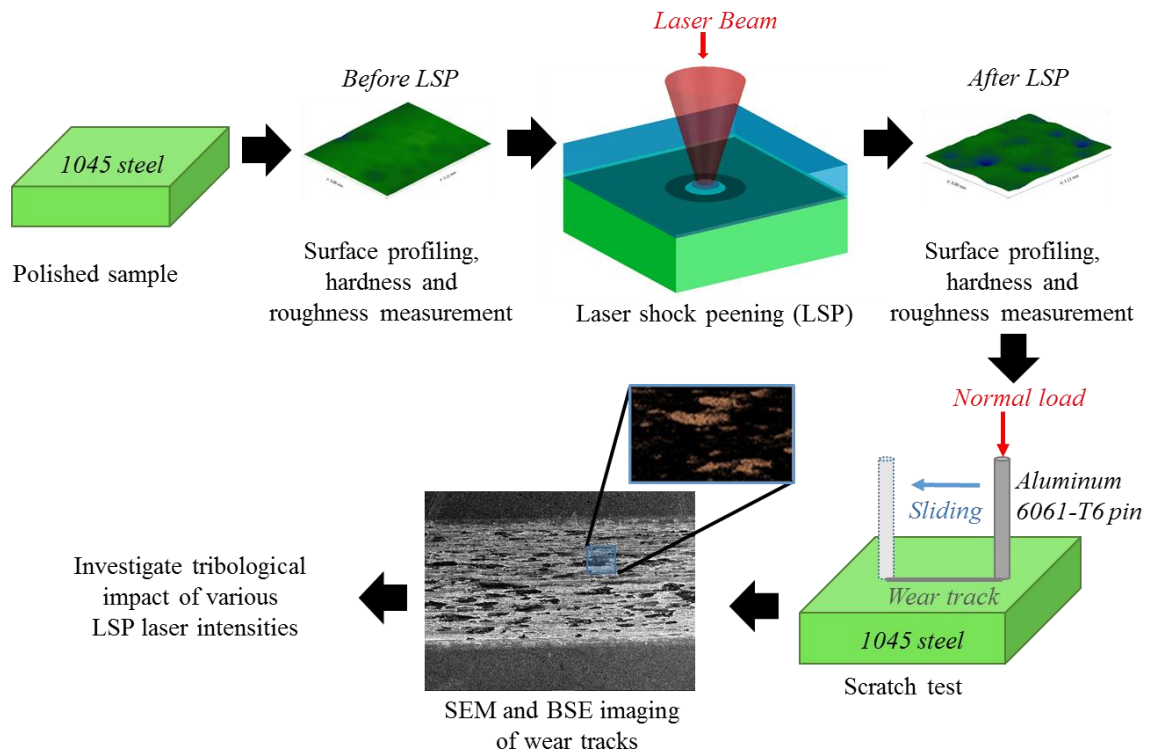 Laser Beam
Before LSP
After LSP
1045 steel
Polished sample
Surface profiling,
hardness and
roughness measurement
Laser shock peening (LSP)
Surface profiling,
hardness and
roughness measurement
Normal load
Aluminum
6061-T6 pin
Sliding
Wear track
1045 steel
Scratch test
SEM and BSE imaging
of wear tracks
Investigate tribological
impact of various
LSP laser intensities